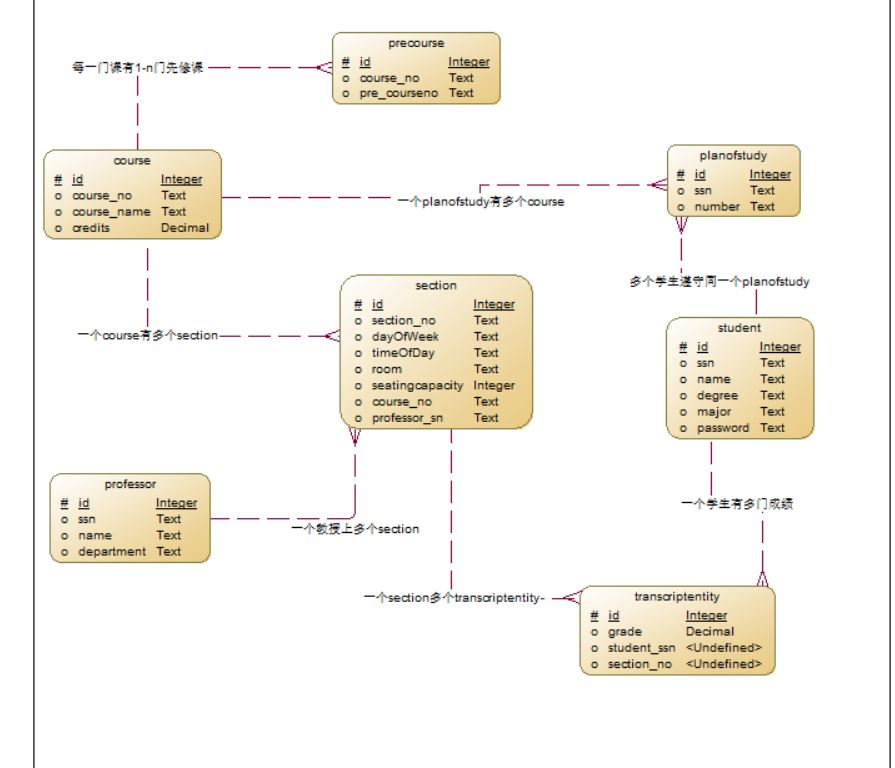 precourse
# id Integer
o course_no Text
o pre_courseno Text
每一门课有1-n门先修课
course
# id Integer
o course_no Text
o course_name Text
o credits Decimal
planofstudy
# id Integer
o ssn Text
o number Text
一个planofstudy有多个course
多个学生遵守同一个planofstudy
section
# id Integer
o section_no Text
o dayOfWeek Text
o timeOfDay Text
o room Text
o seatingcapacity Integer
o course_no Text
o professor_sn Text
一个course有多个section
student
# id Integer
o ssn Text
o name Text
o degree Text
o major Text
o password Text
professor
# id Integer
o ssn Text
o name Text
o department Text
一个教授上多个section
一个学生有多门成绩
一个section多个transcriptentity
transcriptentity
# id Integer
o grade Decimal
o student_ssn <Undefined>
o section_no <Undefined>